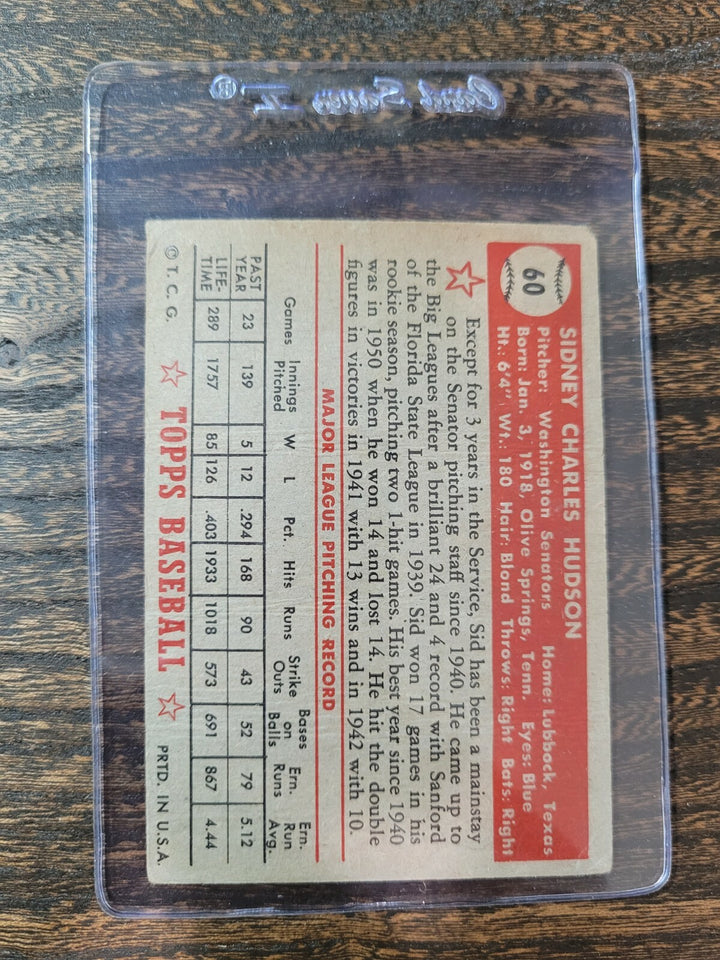 60
SIDNEY CHARLES HUDSON
Pitcher: Washington Senators Home: Lubbock, Texas
Born: Jan. 3, 1918, Olive Springs, Tenn. Eyes: Blue
Ht.: 6'4" Wt.: 180 Hair: Blond Throws: Right Bats: Right
Except for 3 years in the Service, Sid has been a mainstay
on the Senator pitching staff since 1940. He came up to
the Big Leagues after a brilliant 24 and 4 record with Sanford
of the Florida State League in 1939. Sid won 17 games in his
rookie season, pitching two 1-hit games. His best year since 1940
was in 1950 when he won 14 and lost 14. He hit the double
figures in victories in 1941 with 13 wins and in 1942 with 10.
MAJOR LEAGUE PITCHING RECORD
Games Innings Pitched W L Pct. Hits Runs Strike Outs Bases on Balls Ern. Runs Ern. Run Avg.
PAST YEAR 23 139 5 12 .294 168 90 43 52 79 5.12
LIFE-TIME 289 1757 85 126 .403 1933 1018 573 691 867 4.44
© T. C. G. TOPPS BASEBALL PRTD. IN U.S.A.
Card Saver II ®